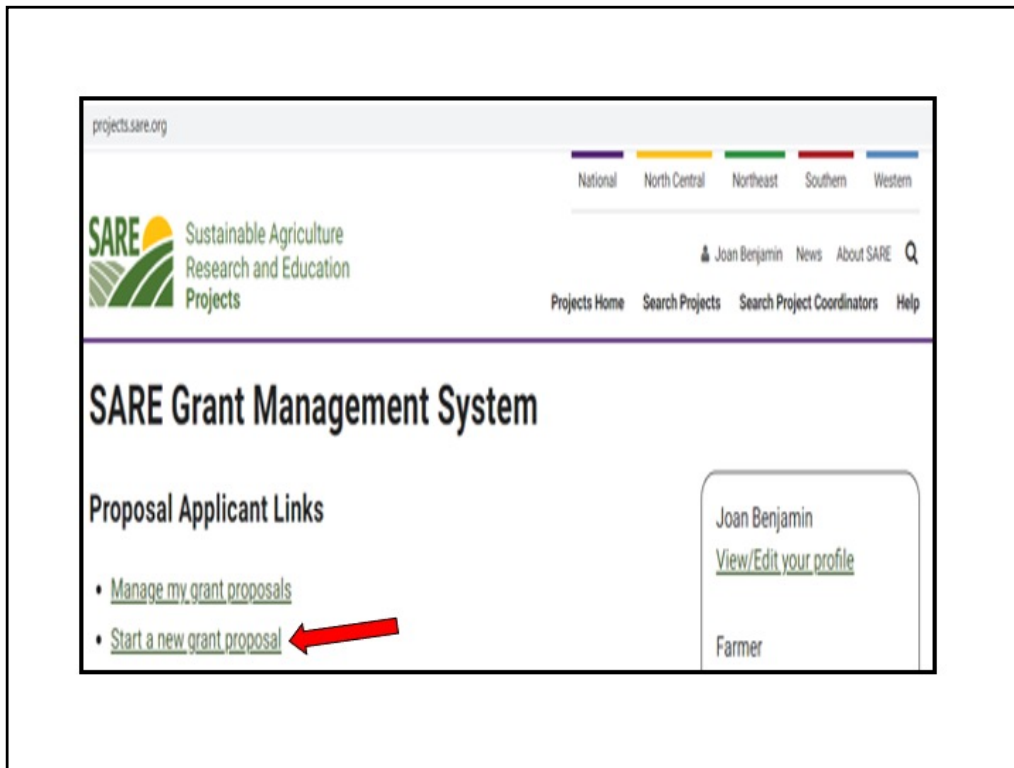 projects.sare.org
National North Central Northeast Southern Western
SARE
Sustainable Agriculture
Research and Education
Projects
Joan Benjamin News About SARE
Projects Home Search Projects Search Project Coordinators Help
SARE Grant Management System
Proposal Applicant Links
• Manage my grant proposals
• Start a new grant proposal
Joan Benjamin
View/Edit your profile
Farmer